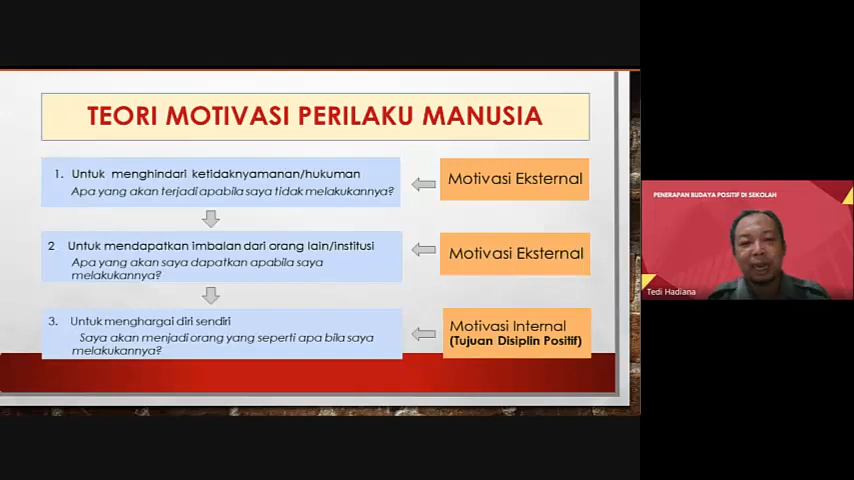 TEORI MOTIVASI PERILAKU MANUSIA
1. Untuk menghindari ketidaknyamanan/hukuman
Apa yang akan terjadi apabila saya tidak melakukannya?
Motivasi Eksternal
2 Untuk mendapatkan imbalan dari orang lain/institusi
Apa yang akan saya dapatkan apabila saya
melakukannya?
Motivasi Eksternal
3. Untuk menghargai diri sendiri
Saya akan menjadi orang yang seperti apa bila saya
melakukannya?
Motivasi Internal
(Tujuan Disiplin Positif)
PENERAPAN BUDAYA POSITIF DI SEKOLAH
Tedi Hadiana